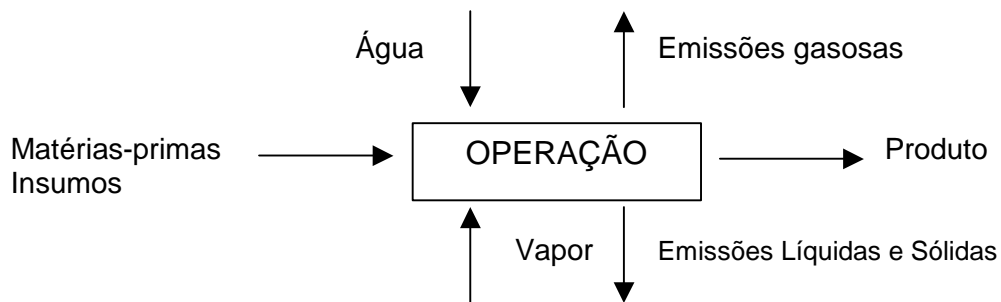 Água
Emissões gasosas
Matérias-primas
Insumos
OPERAÇÃO
Produto
Vapor
Emissões Líquidas e Sólidas